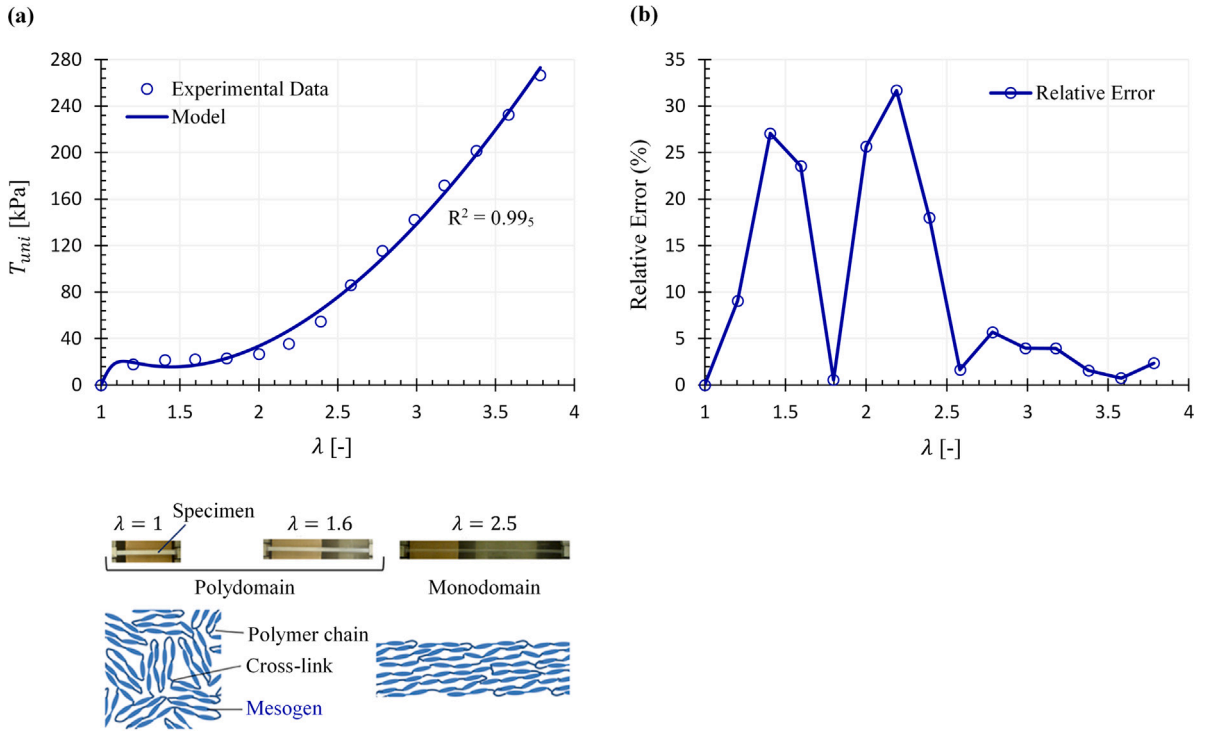 (a)
280
240
200
160
120
80
40
0
T_uni [kPa]
Experimental Data
Model
R² = 0.99₅
1
1.5
2
2.5
3
3.5
4
λ [-]
(b)
35
30
25
20
15
10
5
0
Relative Error (%)
Relative Error
1
1.5
2
2.5
3
3.5
4
λ [-]
Specimen
λ = 1
λ = 1.6
λ = 2.5
Polydomain
Monodomain
Polymer chain
Cross-link
Mesogen